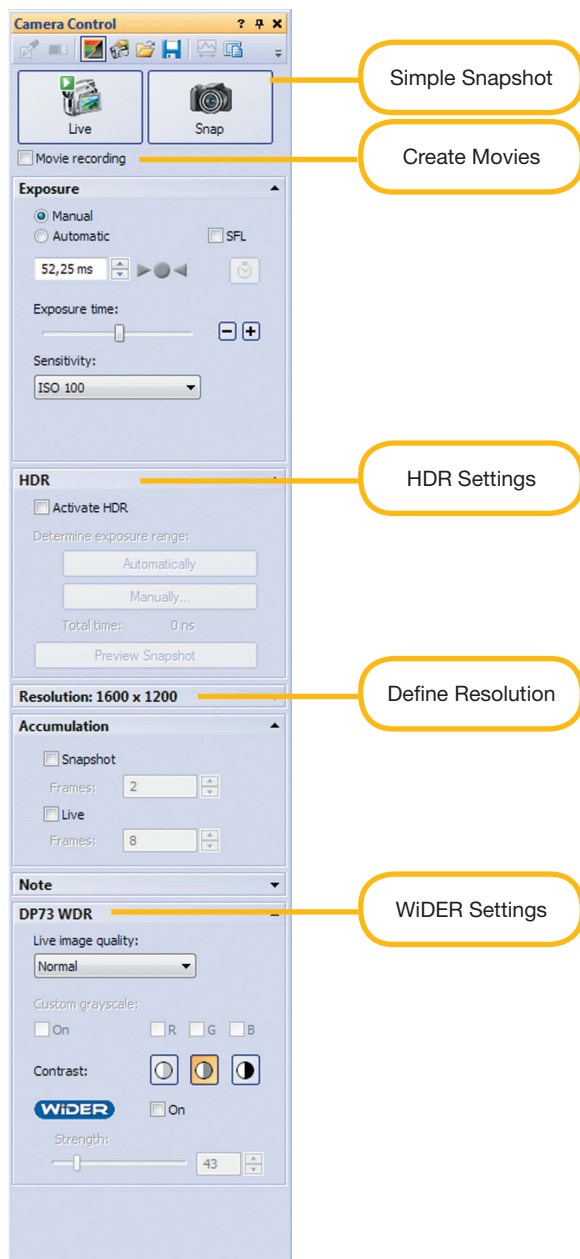 Camera Control
Live
Snap
Simple Snapshot
Movie recording
Create Movies
Exposure
Manual
Automatic
SFL
52,25 ms
Exposure time:
Sensitivity:
ISO 100
HDR
HDR Settings
Activate HDR
Determine exposure range:
Automatically
Manually...
Total time: 0 ns
Preview Snapshot
Resolution: 1600 x 1200
Define Resolution
Accumulation
Snapshot
Frames: 2
Live
Frames: 8
Note
DP73 WDR
WiDER Settings
Live image quality:
Normal
Custom grayscale:
On R G B
Contrast:
WiDER On
Strength:
43